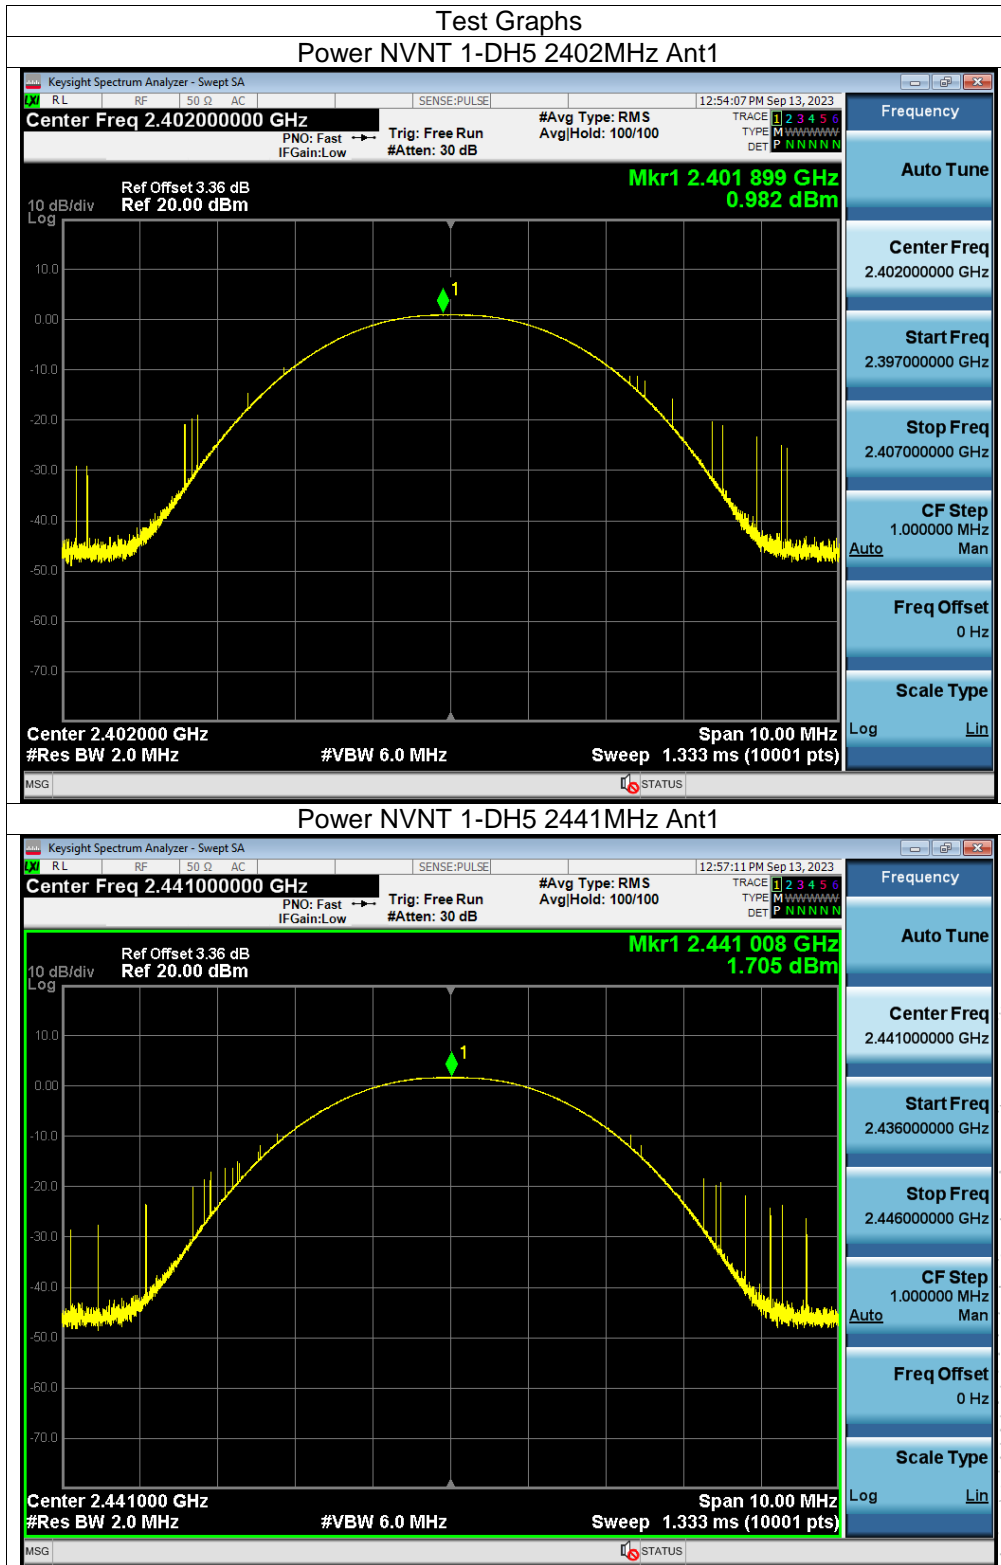 Test Graphs
Power NVNT 1-DH5 2402MHz Ant1
Keysight Spectrum Analyzer - Swept SA
LXI RL RF 50 Ω AC SENSE:PULSE 12:54:07 PM Sep 13, 2023
Center Freq 2.402000000 GHz
PNO: Fast
IFGain:Low
Trig: Free Run
#Atten: 30 dB
#Avg Type: RMS
Avg|Hold: 100/100
TRACE 1 2 3 4 5 6
TYPE M W W W W W
DET P N N N N N
Frequency
Mkr1 2.401 899 GHz
0.982 dBm
Ref Offset 3.36 dB
10 dB/div Ref 20.00 dBm
Log
10.0
0.00
-10.0
-20.0
-30.0
-40.0
-50.0
-60.0
-70.0
1
Center 2.402000 GHz Span 10.00 MHz
#Res BW 2.0 MHz #VBW 6.0 MHz Sweep 1.333 ms (10001 pts)
Auto Tune
Center Freq
2.402000000 GHz
Start Freq
2.397000000 GHz
Stop Freq
2.407000000 GHz
CF Step
1.000000 MHz
Auto Man
Freq Offset
0 Hz
Scale Type
Log Lin
MSG STATUS
Power NVNT 1-DH5 2441MHz Ant1
Keysight Spectrum Analyzer - Swept SA
LXI RL RF 50 Ω AC SENSE:PULSE 12:57:11 PM Sep 13, 2023
Center Freq 2.441000000 GHz
PNO: Fast
IFGain:Low
Trig: Free Run
#Atten: 30 dB
#Avg Type: RMS
Avg|Hold: 100/100
TRACE 1 2 3 4 5 6
TYPE M W W W W W
DET P N N N N N
Frequency
Mkr1 2.441 008 GHz
1.705 dBm
Ref Offset 3.36 dB
10 dB/div Ref 20.00 dBm
Log
10.0
0.00
-10.0
-20.0
-30.0
-40.0
-50.0
-60.0
-70.0
1
Center 2.441000 GHz Span 10.00 MHz
#Res BW 2.0 MHz #VBW 6.0 MHz Sweep 1.333 ms (10001 pts)
Auto Tune
Center Freq
2.441000000 GHz
Start Freq
2.436000000 GHz
Stop Freq
2.446000000 GHz
CF Step
1.000000 MHz
Auto Man
Freq Offset
0 Hz
Scale Type
Log Lin
MSG STATUS